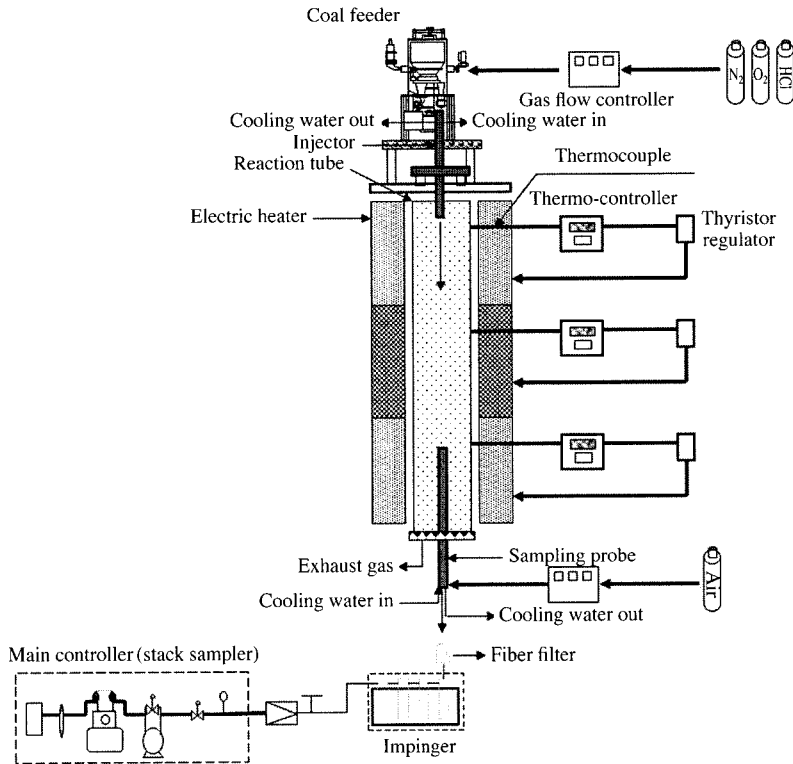 Coal feeder
N₂
O₂
HCl
Gas flow controller
Cooling water out
Cooling water in
Injector
Reaction tube
Thermocouple
Electric heater
Thermo-controller
Thyristor
regulator
Exhaust gas
Sampling probe
Air
Cooling water in
Cooling water out
Main controller (stack sampler)
Fiber filter
Impinger